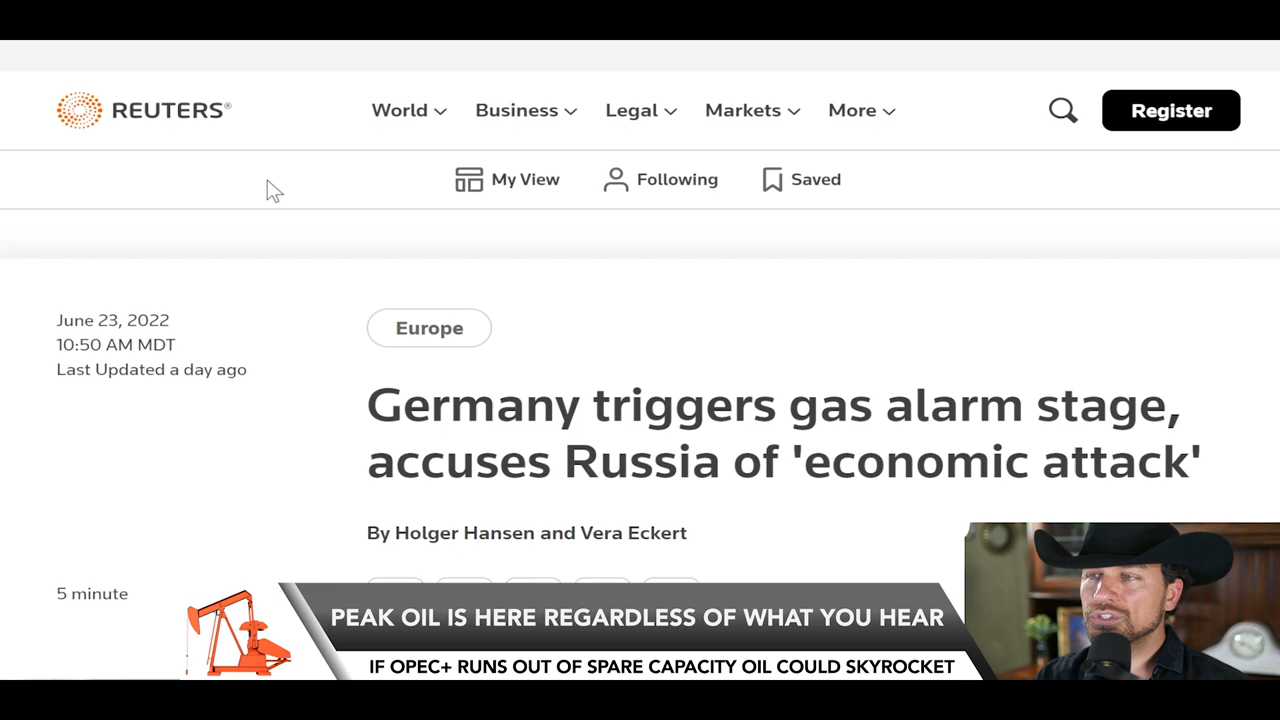 REUTERS®
World Business Legal Markets More
Register
My View Following Saved
June 23, 2022
10:50 AM MDT
Last Updated a day ago
Europe
Germany triggers gas alarm stage,
accuses Russia of 'economic attack'
By Holger Hansen and Vera Eckert
5 minute
PEAK OIL IS HERE REGARDLESS OF WHAT YOU HEAR
IF OPEC+ RUNS OUT OF SPARE CAPACITY OIL COULD SKYROCKET